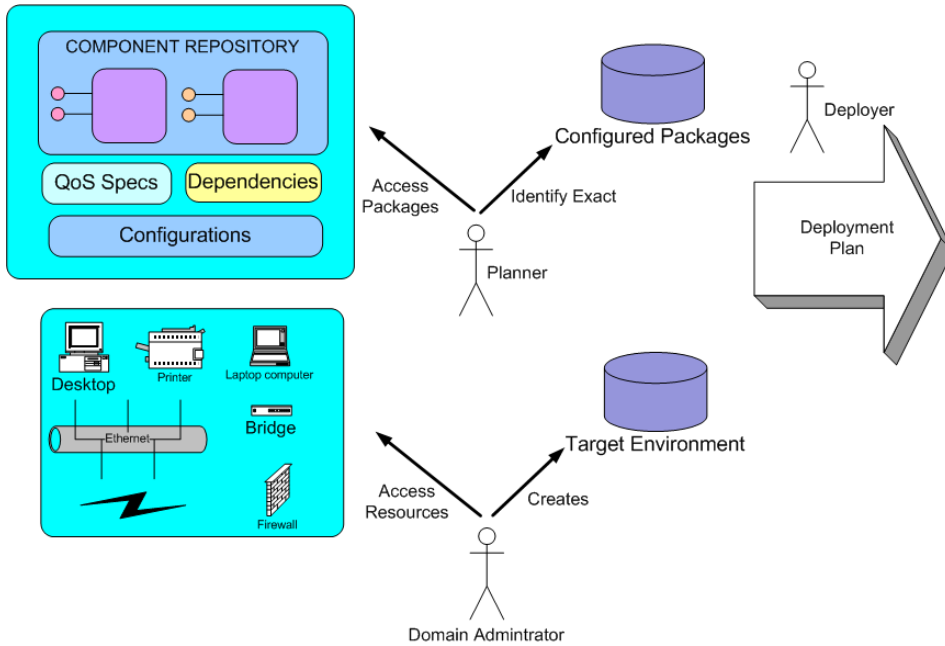 COMPONENT REPOSITORY
QoS Specs
Dependencies
Configurations
Access
Packages
Identify Exact
Planner
Configured Packages
Deployer
Deployment
Plan
Desktop
Printer
Laptop computer
Ethernet
Bridge
Firewall
Access
Resources
Creates
Target Environment
Domain Admintrator